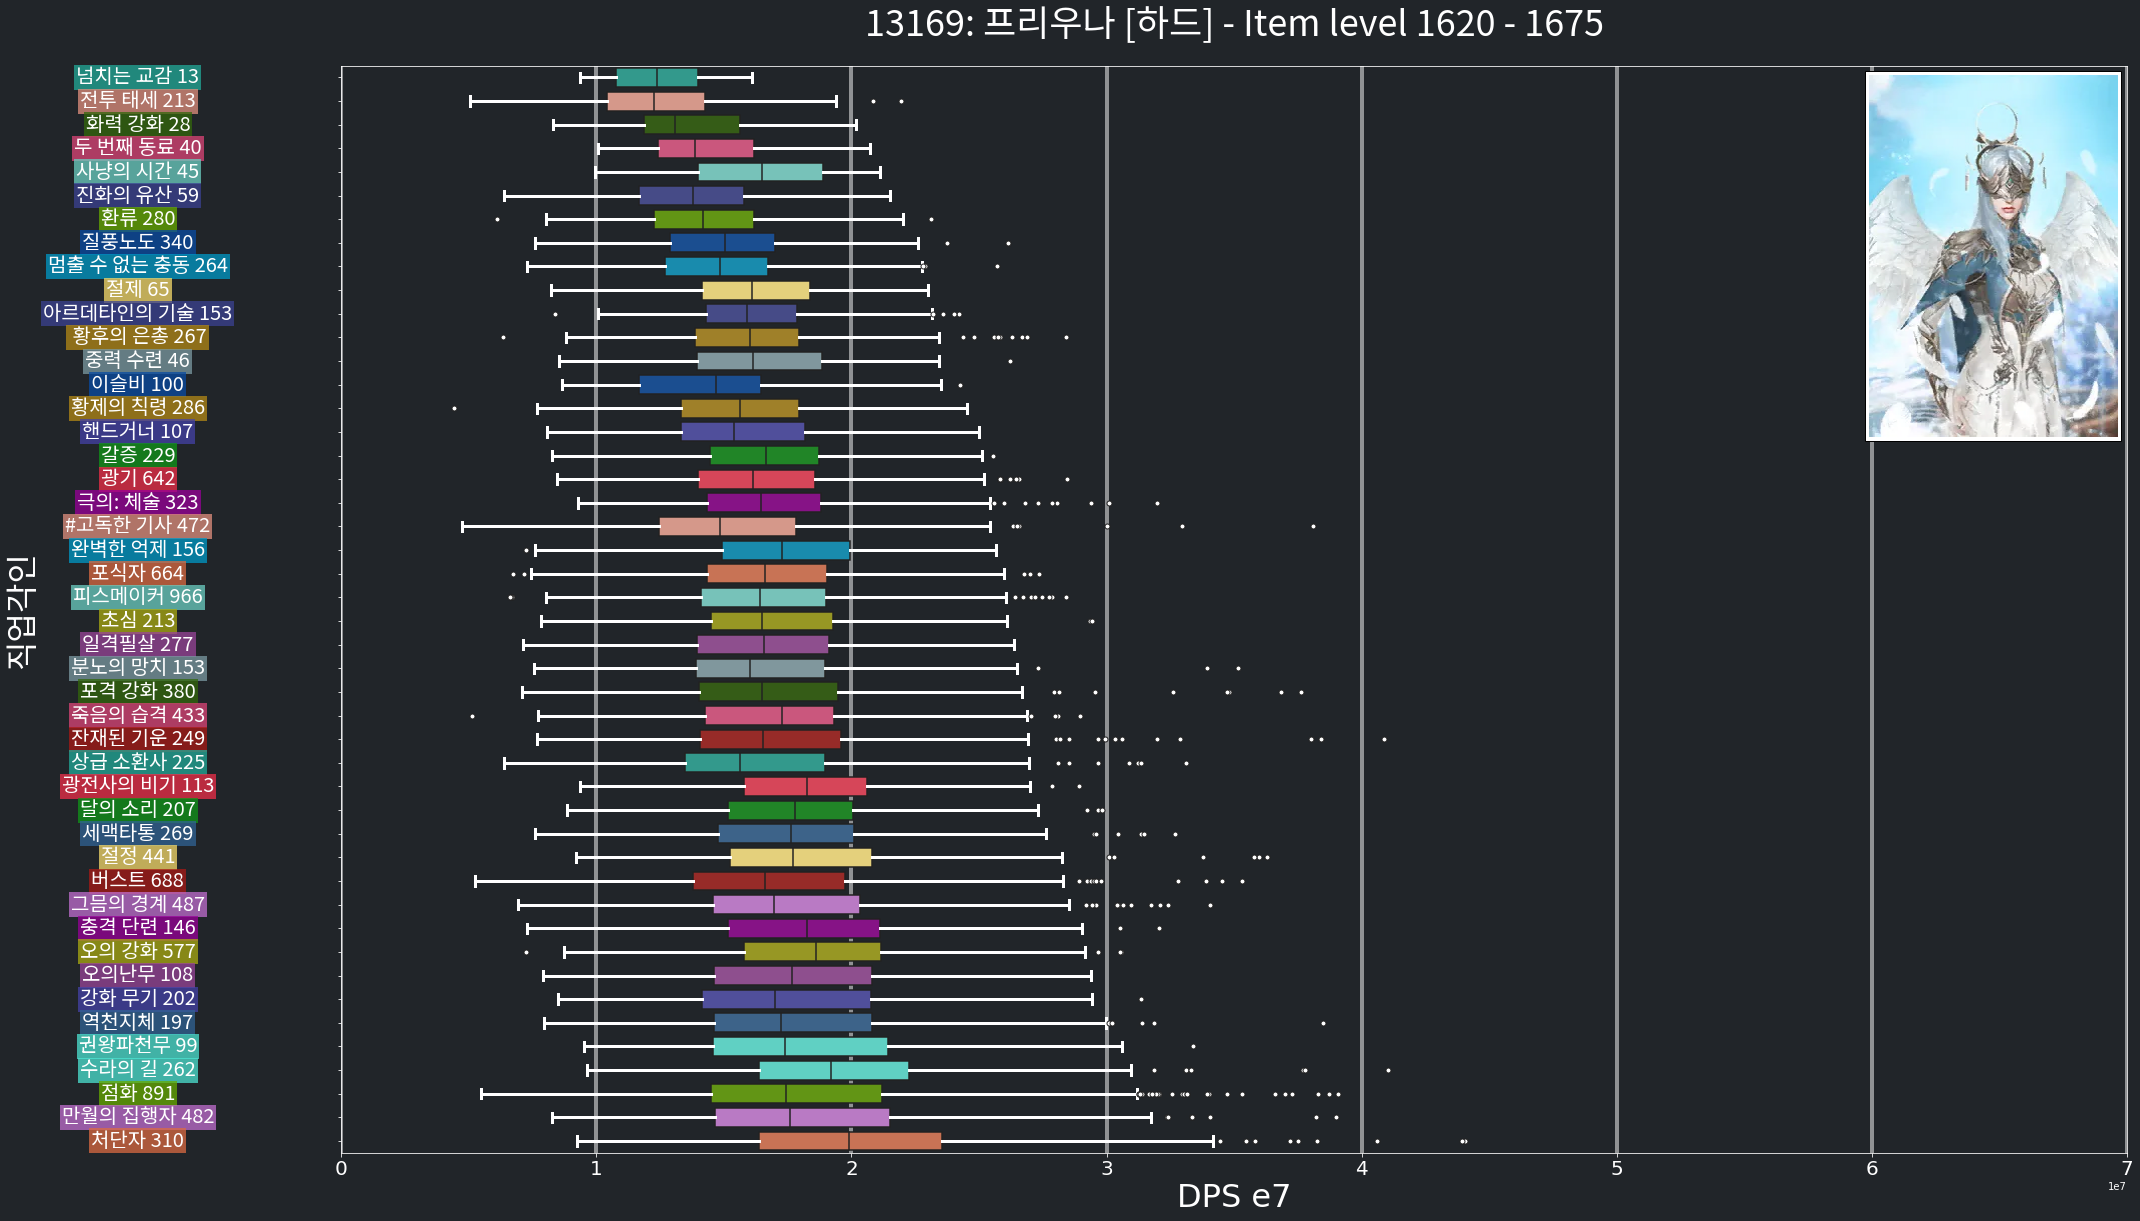 13169: 프리우나 [하드] - Item level 1620 - 1675
직업각인
넘치는 교감 13
전투 태세 213
화력 강화 28
두 번째 동료 40
사냥의 시간 45
진화의 유산 59
환류 280
질풍노도 340
멈출 수 없는 충동 264
절제 65
아르데타인의 기술 153
황후의 은총 267
중력 수련 46
이슬비 100
황제의 칙령 286
핸드거너 107
갈증 229
광기 642
극의: 체술 323
#고독한 기사 472
완벽한 억제 156
포식자 664
피스메이커 966
초심 213
일격필살 277
분노의 망치 153
포격 강화 380
죽음의 습격 433
잔재된 기운 249
상급 소환사 225
광전사의 비기 113
달의 소리 207
세맥타통 269
절정 441
버스트 688
그믐의 경계 487
충격 단련 146
오의 강화 577
오의난무 108
강화 무기 202
역천지체 197
권왕파천무 99
수라의 길 262
점화 891
만월의 집행자 482
처단자 310
0 1 2 3 4 5 6 7
1e7
DPS e7